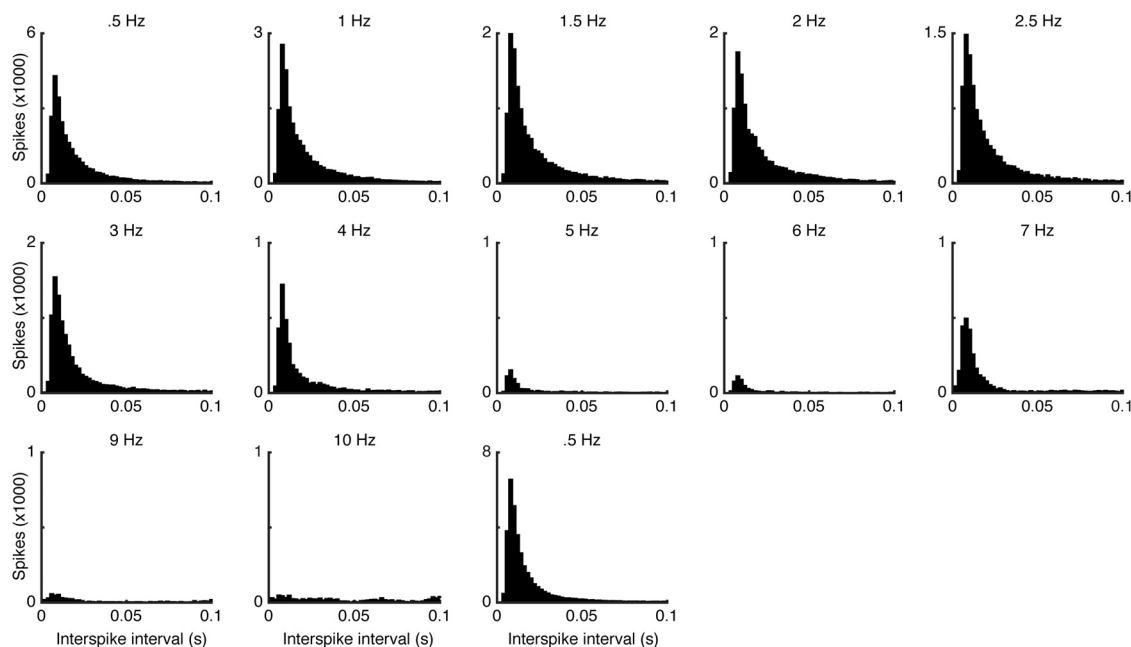 .5 Hz
1 Hz
1.5 Hz
2 Hz
2.5 Hz
Spikes (x1000)
6
0
0 0.05 0.1
3
0
0 0.05 0.1
2
0
0 0.05 0.1
2
0
0 0.05 0.1
1.5
0
0 0.05 0.1
3 Hz
4 Hz
5 Hz
6 Hz
7 Hz
Spikes (x1000)
2
0
0 0.05 0.1
1
0
0 0.05 0.1
1
0
0 0.05 0.1
1
0
0 0.05 0.1
1
0
0 0.05 0.1
9 Hz
10 Hz
.5 Hz
Spikes (x1000)
1
0
0 0.05 0.1
Interspike interval (s)
1
0
0 0.05 0.1
Interspike interval (s)
8
4
0
0 0.05 0.1
Interspike interval (s)